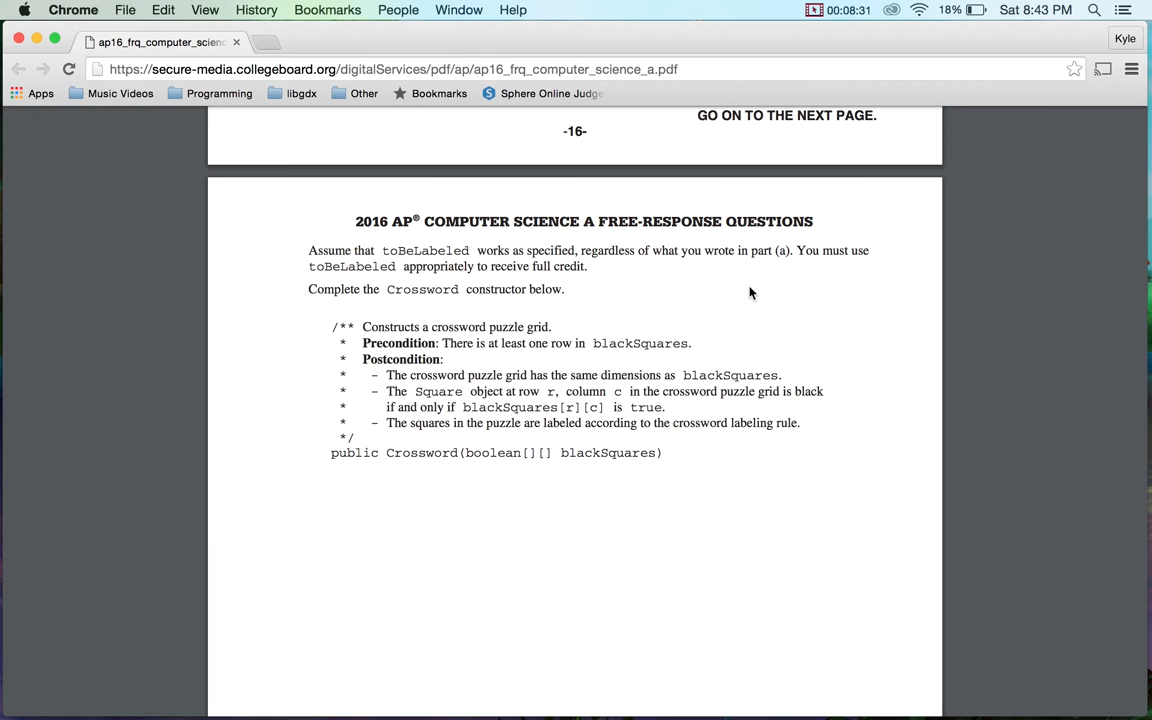 Chrome File Edit View History Bookmarks People Window Help 00:08:31 18% Sat 8:43 PM
ap16_frq_computer_scienc × Kyle
https://secure-media.collegeboard.org/digitalServices/pdf/ap/ap16_frq_computer_science_a.pdf
Apps Music Videos Programming libgdx Other Bookmarks Sphere Online Judge
GO ON TO THE NEXT PAGE.
-16-
2016 AP® COMPUTER SCIENCE A FREE-RESPONSE QUESTIONS
Assume that toBeLabeled works as specified, regardless of what you wrote in part (a). You must use
toBeLabeled appropriately to receive full credit.
Complete the Crossword constructor below.
/** Constructs a crossword puzzle grid.
* Precondition: There is at least one row in blackSquares.
* Postcondition:
* – The crossword puzzle grid has the same dimensions as blackSquares.
* – The Square object at row r, column c in the crossword puzzle grid is black
* if and only if blackSquares[r][c] is true.
* – The squares in the puzzle are labeled according to the crossword labeling rule.
*/
public Crossword(boolean[][] blackSquares)